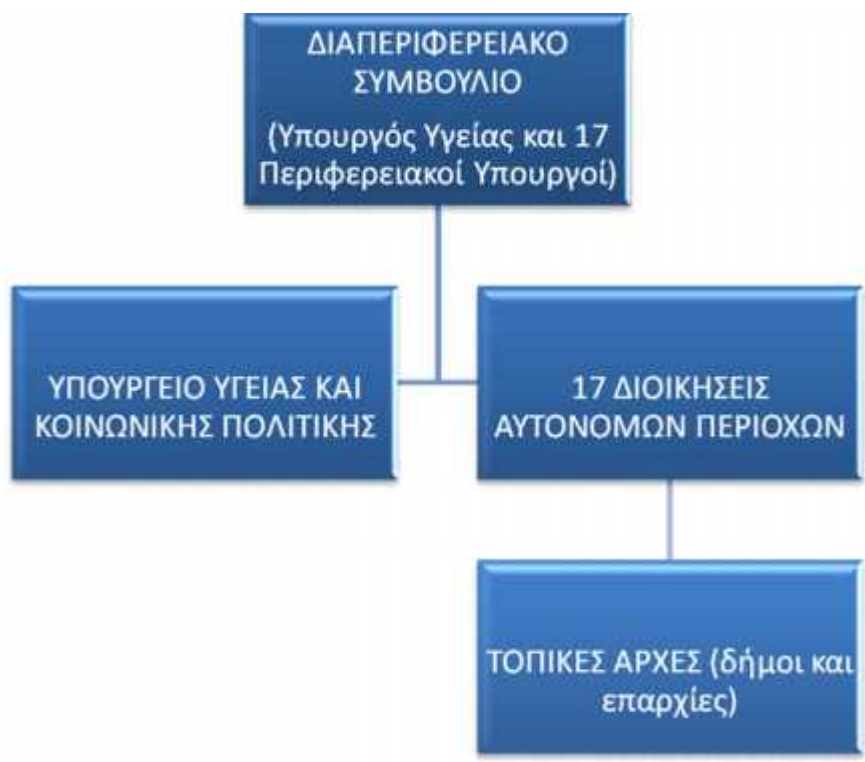 ΔΙΑΠΕΡΙΦΕΡΕΙΑΚΟ
ΣΥΜΒΟΥΛΙΟ
(Υπουργός Υγείας και 17
Περιφερειακοί Υπουργοί)
ΥΠΟΥΡΓΕΙΟ ΥΓΕΙΑΣ ΚΑΙ
ΚΟΙΝΩΝΙΚΗΣ ΠΟΛΙΤΙΚΗΣ
17 ΔΙΟΙΚΗΣΕΙΣ
ΑΥΤΟΝΟΜΩΝ ΠΕΡΙΟΧΩΝ
ΤΟΠΙΚΕΣ ΑΡΧΕΣ (δήμοι και
επαρχίες)